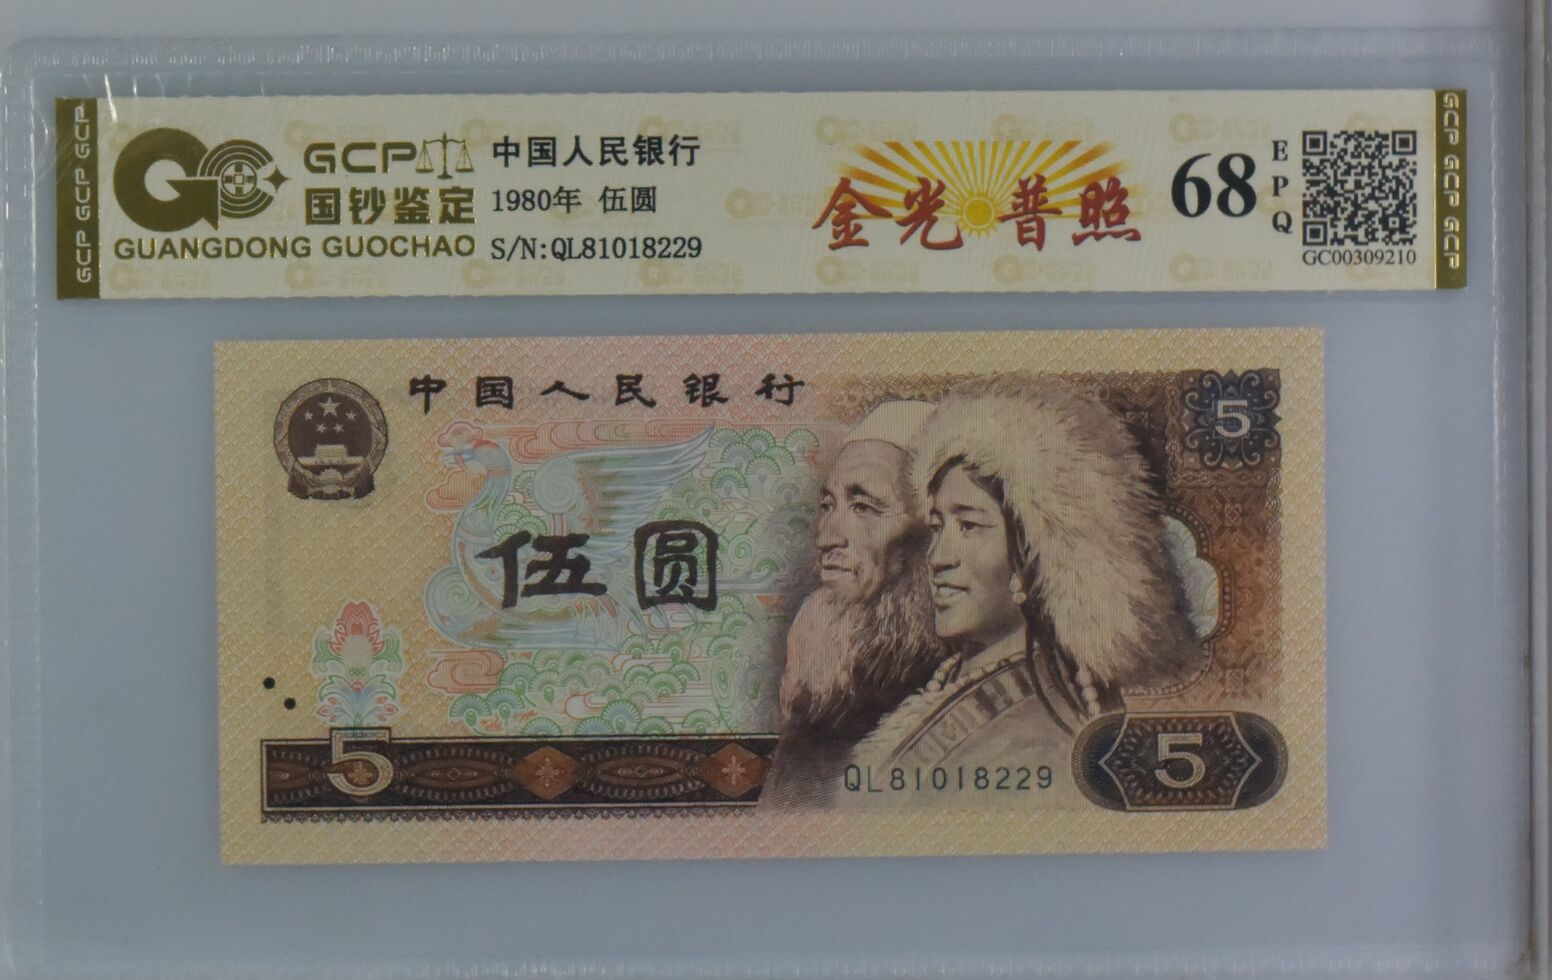 GCP GCP GCP
GCP
国钞鉴定
GUANGDONG GUOCHAO
中国人民银行
1980年 伍圆
S/N:QL81018229
金光普照
68
EPQ
GC00309210
GCP GCP GCP
中国人民银行
5
伍圆
5
QL81018229
5